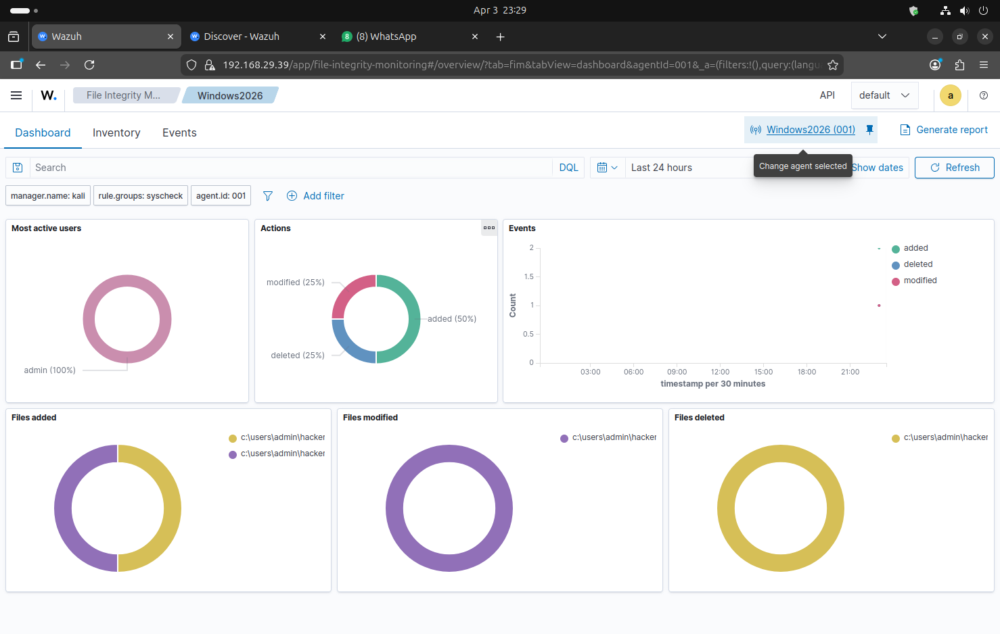 Apr 3 23:29
Wazuh
Discover - Wazuh
8 (8) WhatsApp
192.168.29.39/app/file-integrity-monitoring#/overview/?tab=fim&tabView=dashboard&agentId=001&_a=(filters:!(),query:(langu
W.
File Integrity M...
Windows2026
API
default
a
Dashboard
Inventory
Events
Windows2026 (001)
Generate report
Search
DQL
Last 24 hours
Change agent selected
Show dates
Refresh
manager.name: kali
rule.groups: syscheck
agent.id: 001
Add filter
Most active users
admin (100%)
Actions
modified (25%)
added (50%)
deleted (25%)
Events
2
1.5
1
0.5
0
Count
03:00
06:00
09:00
12:00
15:00
18:00
21:00
timestamp per 30 minutes
added
deleted
modified
Files added
c:\users\admin\hacker
c:\users\admin\hacker
Files modified
c:\users\admin\hacker
Files deleted
c:\users\admin\hacker